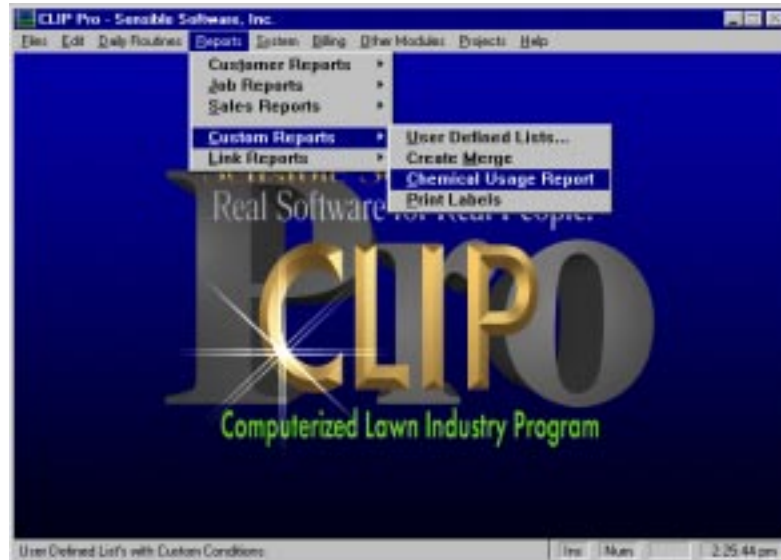 CLIP Pro - Sensible Software, Inc.
Files Edit Daily Routines Reports System Billing Other Modules Projects Help
Customer Reports
Job Reports
Sales Reports
Custom Reports
Link Reports
User Defined Lists...
Create Merge
Chemical Usage Report
Print Labels
Real Software for Real People.
Pro
CLIP
Computerized Lawn Industry Program
User Defined List's with Custom Conditions
Ins Num 2:25:44 pm